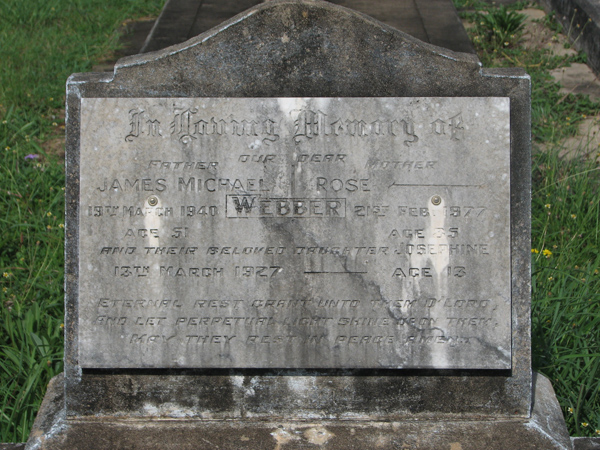 In Loving Memory of
OUR DEAR
FATHER MOTHER
JAMES MICHAEL ROSE
WEBBER
19TH MARCH 1940 21ST FEB. 1977
AGE 51 AGE 85
AND THEIR BELOVED DAUGHTER JOSEPHINE
13TH MARCH 1927 AGE 13
ETERNAL REST GRANT UNTO THEM O'LORD
AND LET PERPETUAL LIGHT SHINE UPON THEM,
MAY THEY REST IN PEACE AMEN.